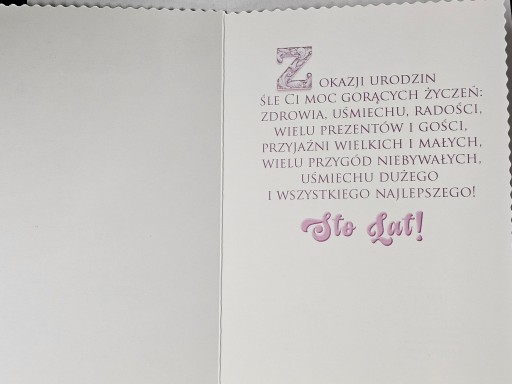 Z OKAZJI URODZIN
ŚLE CI MOC GORĄCYCH ŻYCZEŃ:
ZDROWIA, UŚMIECHU, RADOŚCI,
WIELU PREZENTÓW I GOŚCI,
PRZYJAŹNI WIELKICH I MAŁYCH,
WIELU PRZYGÓD NIEBYWAŁYCH,
UŚMIECHU DUŻEGO
I WSZYSTKIEGO NAJLEPSZEGO!
Sto Lat!